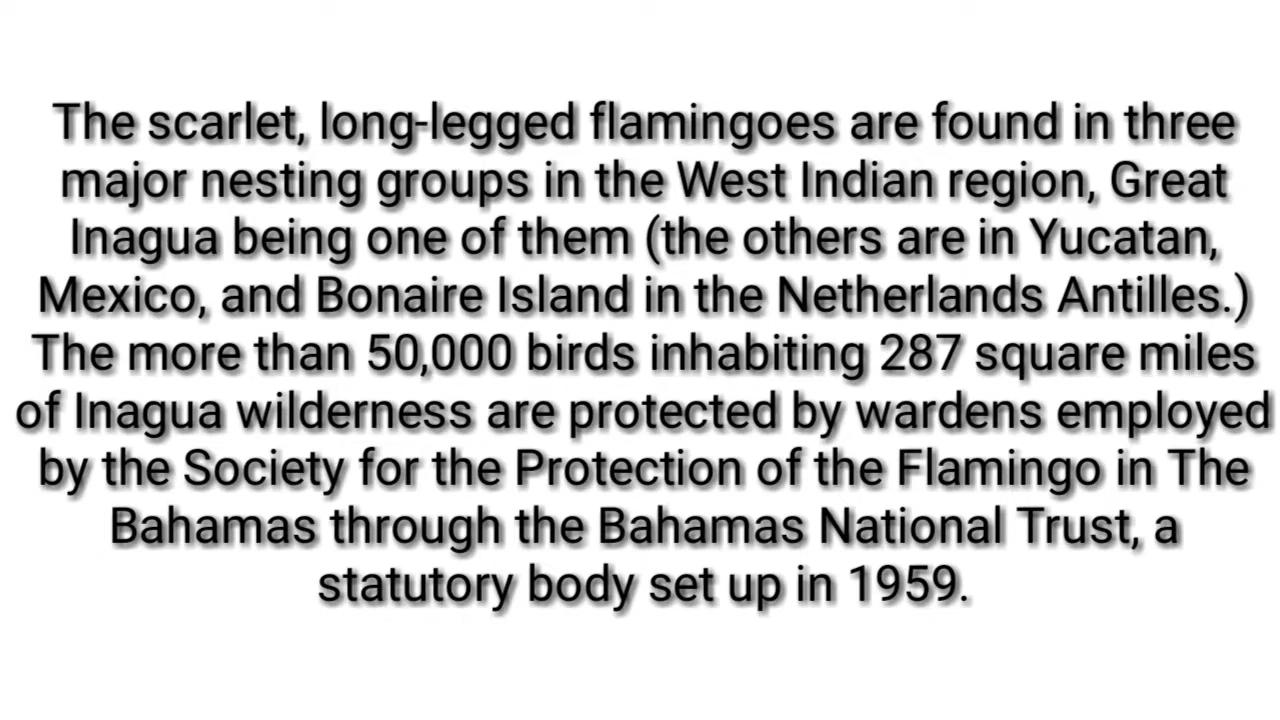 The scarlet, long-legged flamingoes are found in three
major nesting groups in the West Indian region, Great
Inagua being one of them (the others are in Yucatan,
Mexico, and Bonaire Island in the Netherlands Antilles.)
The more than 50,000 birds inhabiting 287 square miles
of Inagua wilderness are protected by wardens employed
by the Society for the Protection of the Flamingo in The
Bahamas through the Bahamas National Trust, a
statutory body set up in 1959.